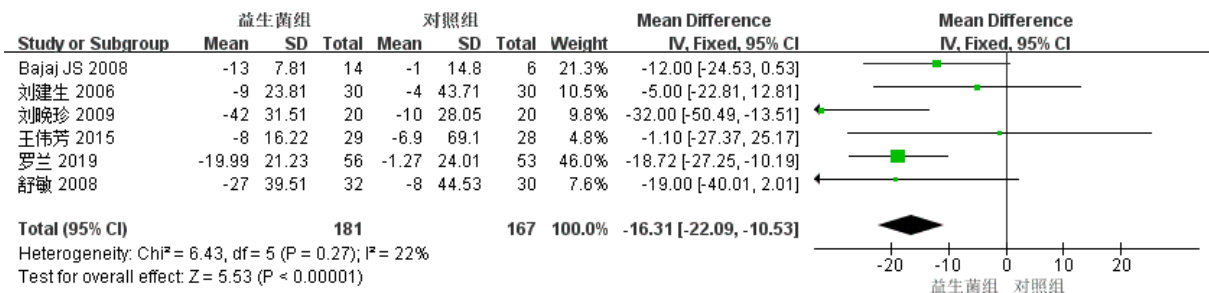 益生菌组 对照组 Mean Difference Mean Difference
Study or Subgroup Mean SD Total Mean SD Total Weight IV, Fixed, 95% CI IV, Fixed, 95% CI
Bajaj JS 2008 -13 7.81 14 -1 14.8 6 21.3% -12.00 [-24.53, 0.53]
刘建生 2006 -9 23.81 30 -4 43.71 30 10.5% -5.00 [-22.81, 12.81]
刘晚珍 2009 -42 31.51 20 -10 28.05 20 9.8% -32.00 [-50.49, -13.51]
王伟芳 2015 -8 16.22 29 -6.9 69.1 28 4.8% -1.10 [-27.37, 25.17]
罗兰 2019 -19.99 21.23 56 -1.27 24.01 53 46.0% -18.72 [-27.25, -10.19]
舒敏 2008 -27 39.51 32 -8 44.53 30 7.6% -19.00 [-40.01, 2.01]
Total (95% CI) 181 167 100.0% -16.31 [-22.09, -10.53]
Heterogeneity: Chi² = 6.43, df = 5 (P = 0.27); I² = 22%
Test for overall effect: Z = 5.53 (P < 0.00001)
-20 -10 0 10 20
益生菌组 对照组